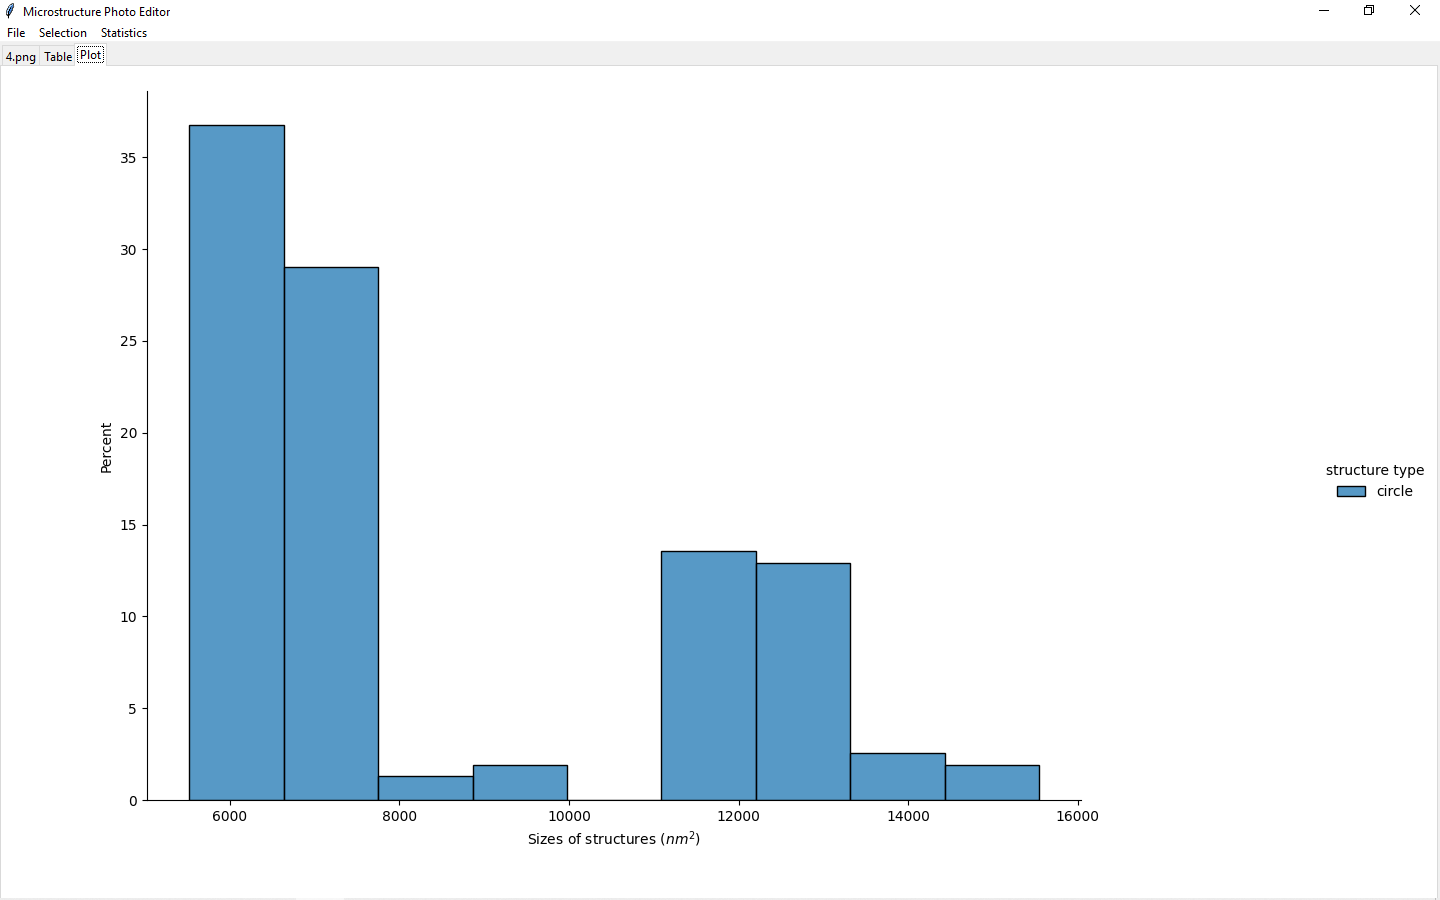 Microstructure Photo Editor
File Selection Statistics
4.png Table Plot
35
30
25
20
15
10
5
0
Percent
6000 8000 10000 12000 14000 16000
Sizes of structures (nm²)
structure type
circle